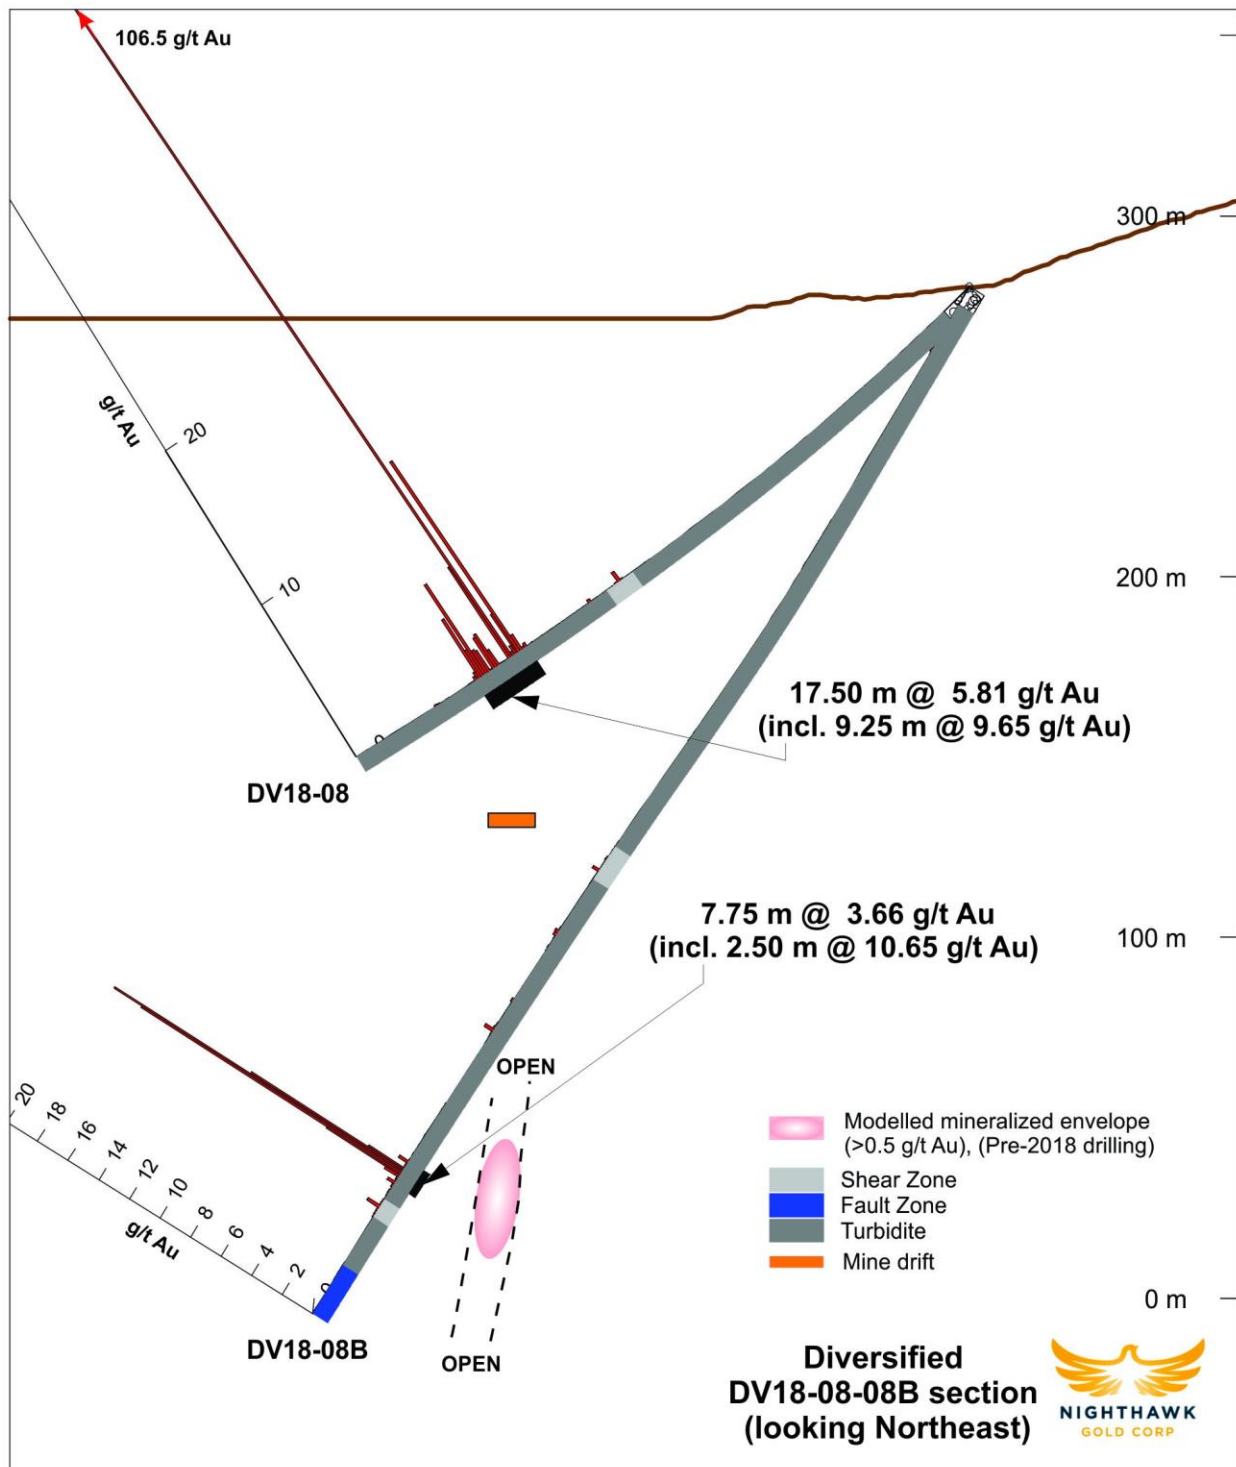 106.5 g/t Au
300 m
g/t Au
20
10
0
200 m
17.50 m @ 5.81 g/t Au
(incl. 9.25 m @ 9.65 g/t Au)
DV18-08
7.75 m @ 3.66 g/t Au
(incl. 2.50 m @ 10.65 g/t Au)
100 m
OPEN
20
18
16
14
12
10
8
6
4
2
0
g/t Au
Modelled mineralized envelope
(>0.5 g/t Au), (Pre-2018 drilling)
Shear Zone
Fault Zone
Turbidite
Mine drift
0 m
DV18-08B
OPEN
Diversified
DV18-08-08B section
(looking Northeast)
NIGHTHAWK
GOLD CORP